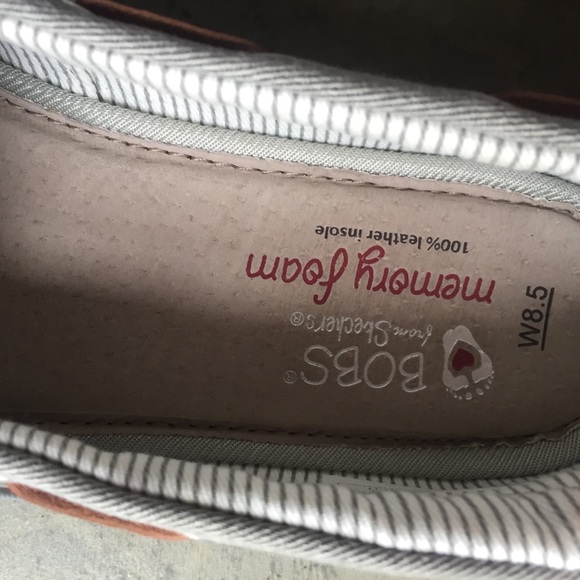 BOBS®
from Skechers®
memory foam
100% leather insole
W8.5